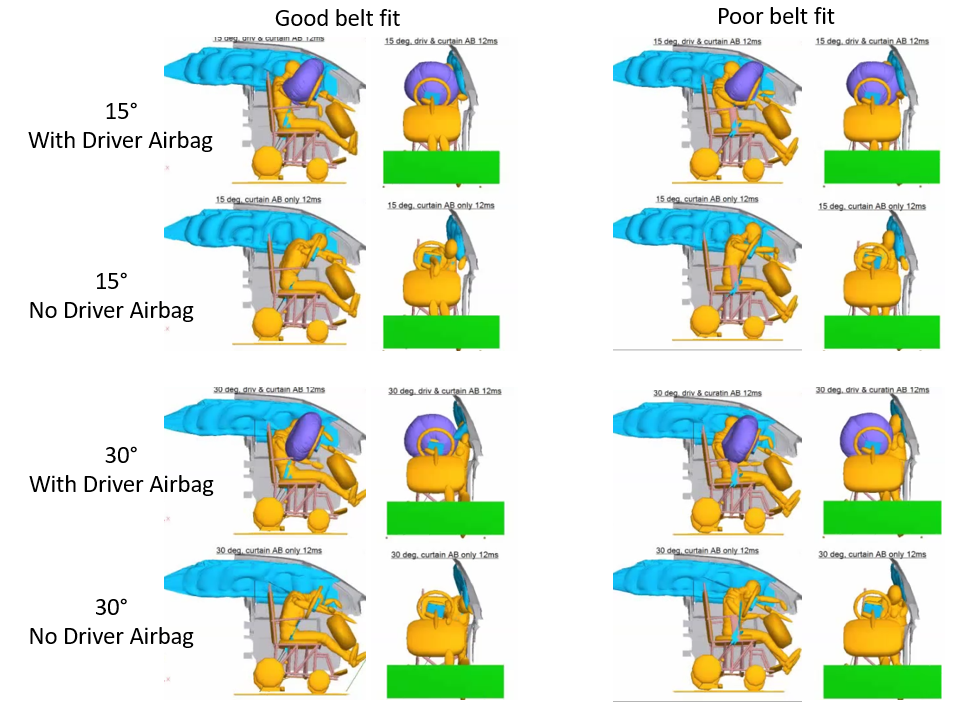 Good belt fit
Poor belt fit
15 deg, driv & curtain AB 12ms
15 deg, driv & curtain AB 12ms
15 deg, driv & curtain AB 12ms
15 deg, driv & curtain AB 12ms
15°
With Driver Airbag
15 deg, curtain AB only 12ms
15 deg, curtain AB only 12ms
15 deg, curtain AB only 12ms
15 deg, curtain AB only 12ms
15°
No Driver Airbag
30 deg, driv & curtain AB 12ms
30 deg, driv & curtain AB 12ms
30 deg, driv & curatin AB 12ms
30 deg, driv & curtain AB 12ms
30°
With Driver Airbag
30 deg, curtain AB only 12ms
30 deg, curtain AB only 12ms
30 deg, curtain AB only 12ms
30 deg, curtain AB only 12ms
30°
No Driver Airbag